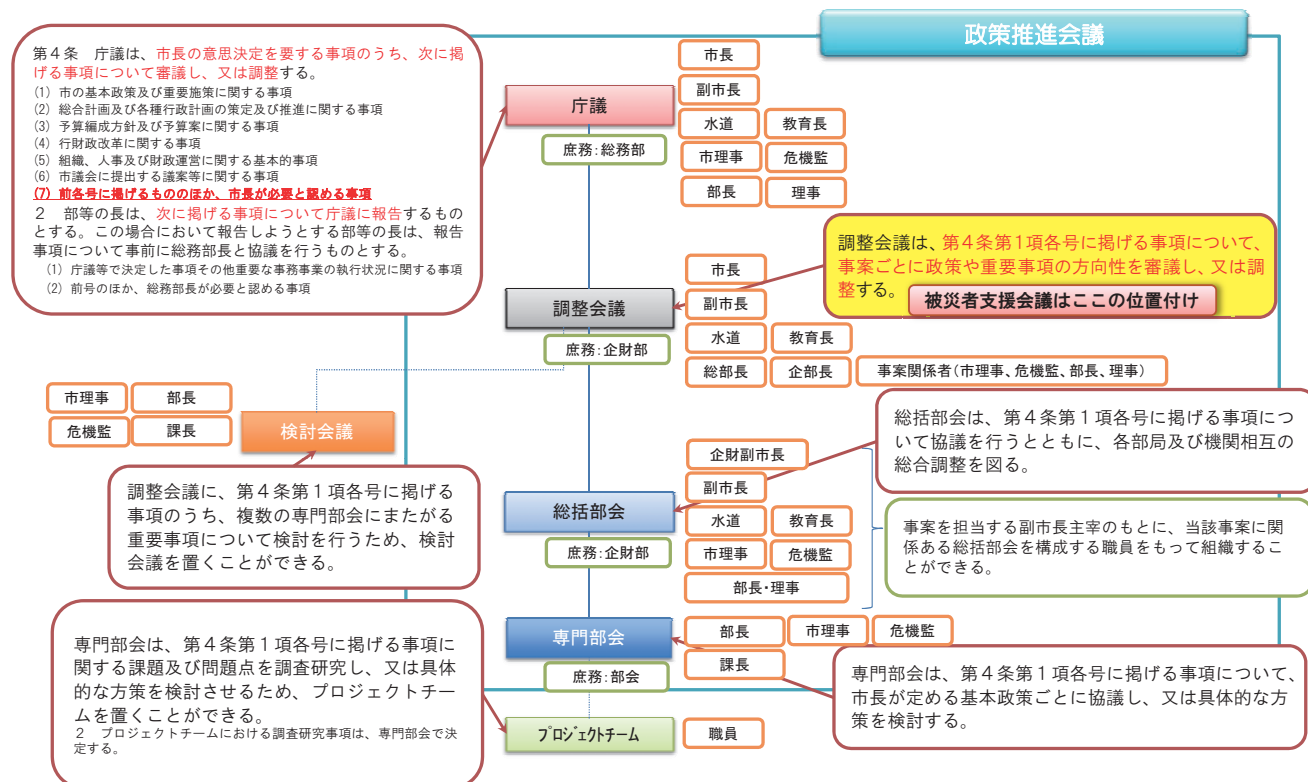 政策推進会議
第４条　庁議は、市長の意思決定を要する事項のうち、次に掲
げる事項について審議し、又は調整する。
(1) 市の基本政策及び重要施策に関する事項
(2) 総合計画及び各種行政計画の策定及び推進に関する事項
(3) 予算編成方針及び予算案に関する事項
(4) 行財政改革に関する事項
(5) 組織、人事及び財政運営に関する基本的事項
(6) 市議会に提出する議案等に関する事項
(7) 前各号に掲げるもののほか、市長が必要と認める事項
２　部等の長は、次に掲げる事項について庁議に報告するもの
とする。この場合において報告しようとする部等の長は、報告
事項について事前に総務部長と協議を行うものとする。
(1) 庁議等で決定した事項その他重要な事務事業の執行状況に関する事項
(2) 前号のほか、総務部長が必要と認める事項
庁議
庶務：総務部
市長
副市長
水道
教育長
市理事
危機監
部長
理事
調整会議は、第４条第１項各号に掲げる事項について、
事案ごとに政策や重要事項の方向性を審議し、又は調
整する。
被災者支援会議はここの位置付け
調整会議
庶務：企財部
市長
副市長
水道
教育長
総部長
企部長
事案関係者（市理事、危機監、部長、理事）
市理事
部長
危機監
課長
検討会議
調整会議に、第４条第１項各号に掲げる
事項のうち、複数の専門部会にまたがる
重要事項について検討を行うため、検討
会議を置くことができる。
総括部会は、第４条第１項各号に掲げる事項につ
いて協議を行うとともに、各部局及び機関相互の
総合調整を図る。
総括部会
庶務：企財部
企財副市長
副市長
水道
教育長
市理事
危機監
部長・理事
事案を担当する副市長主宰のもとに、当該事案に関
係ある総括部会を構成する職員をもって組織するこ
とができる。
専門部会
庶務：部会
部長
市理事
危機監
課長
専門部会は、第４条第１項各号に掲げる事項について、
市長が定める基本政策ごとに協議し、又は具体的な方
策を検討する。
専門部会は、第４条第１項各号に掲げる事項に
関する課題及び問題点を調査研究し、又は具体
的な方策を検討させるため、プロジェクトチー
ムを置くことができる。
２　プロジェクトチームにおける調査研究事項は、専門部会で決
定する。
プロジェクトチーム
職員